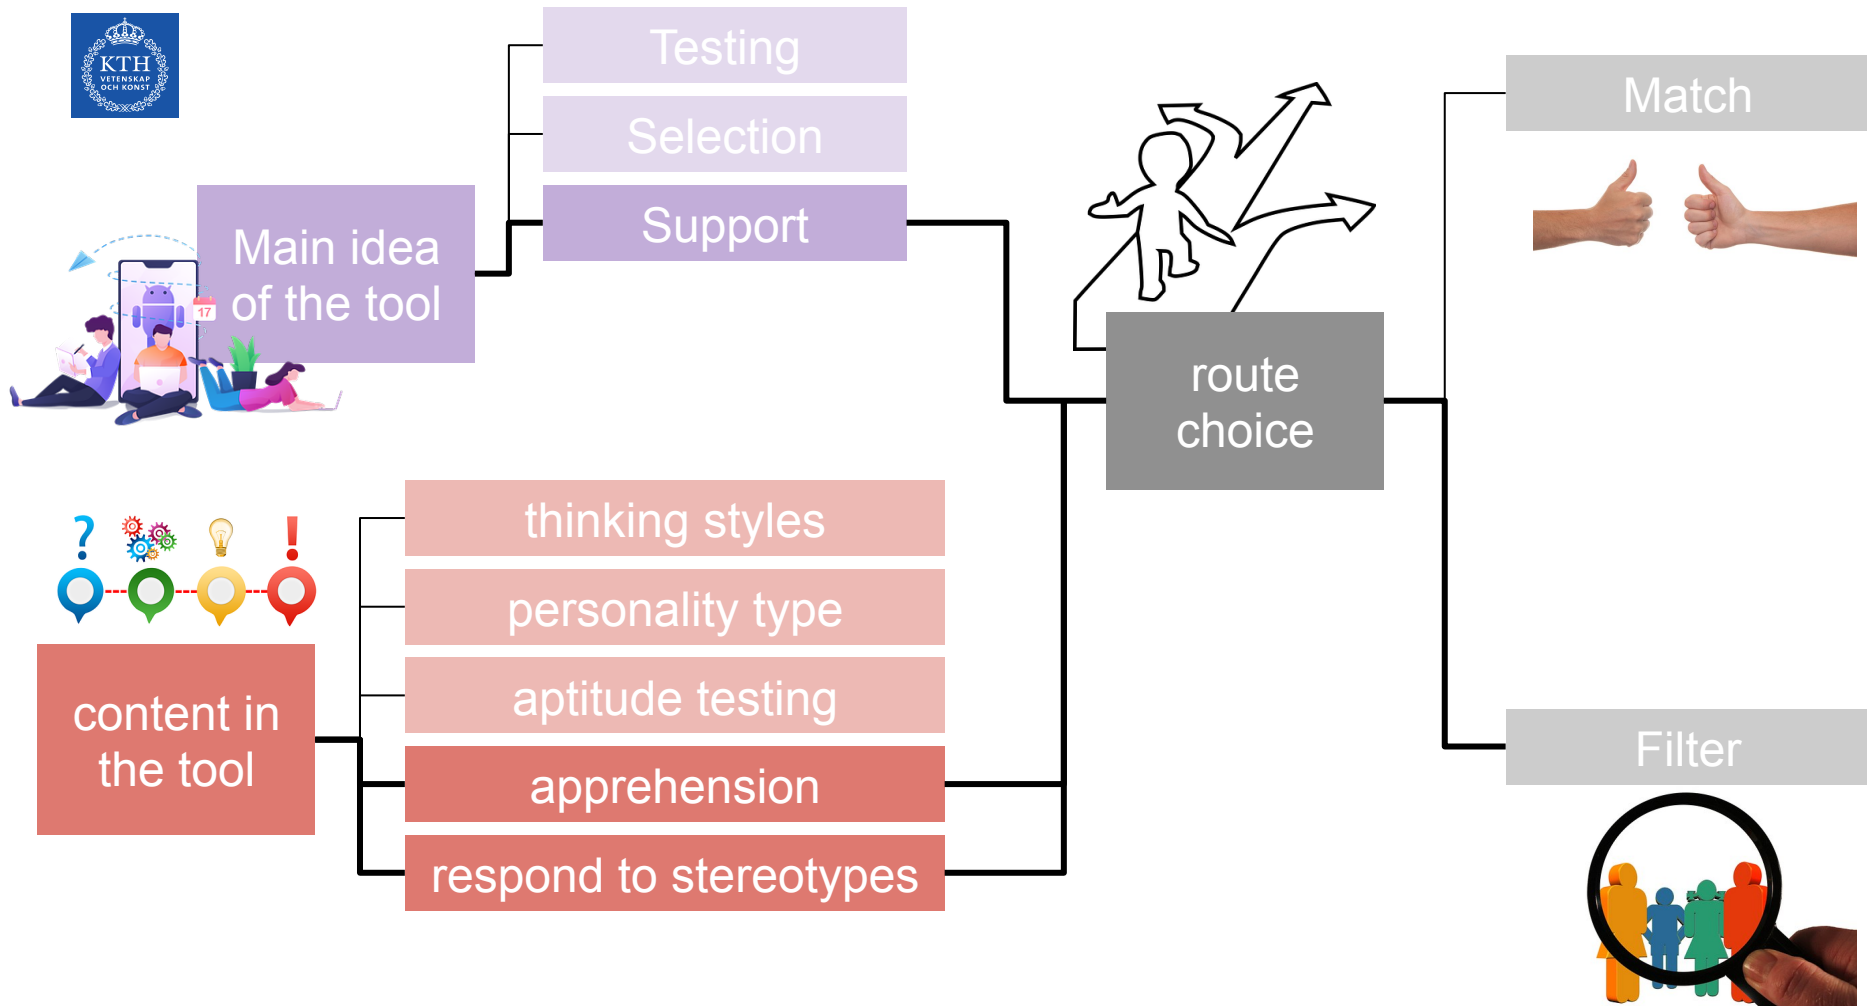 KTH
VETENSKAP
OCH KONST
Testing
Selection
Support
Main idea
of the tool
17
route
choice
Match
Filter
content in
the tool
thinking styles
personality type
aptitude testing
apprehension
respond to stereotypes